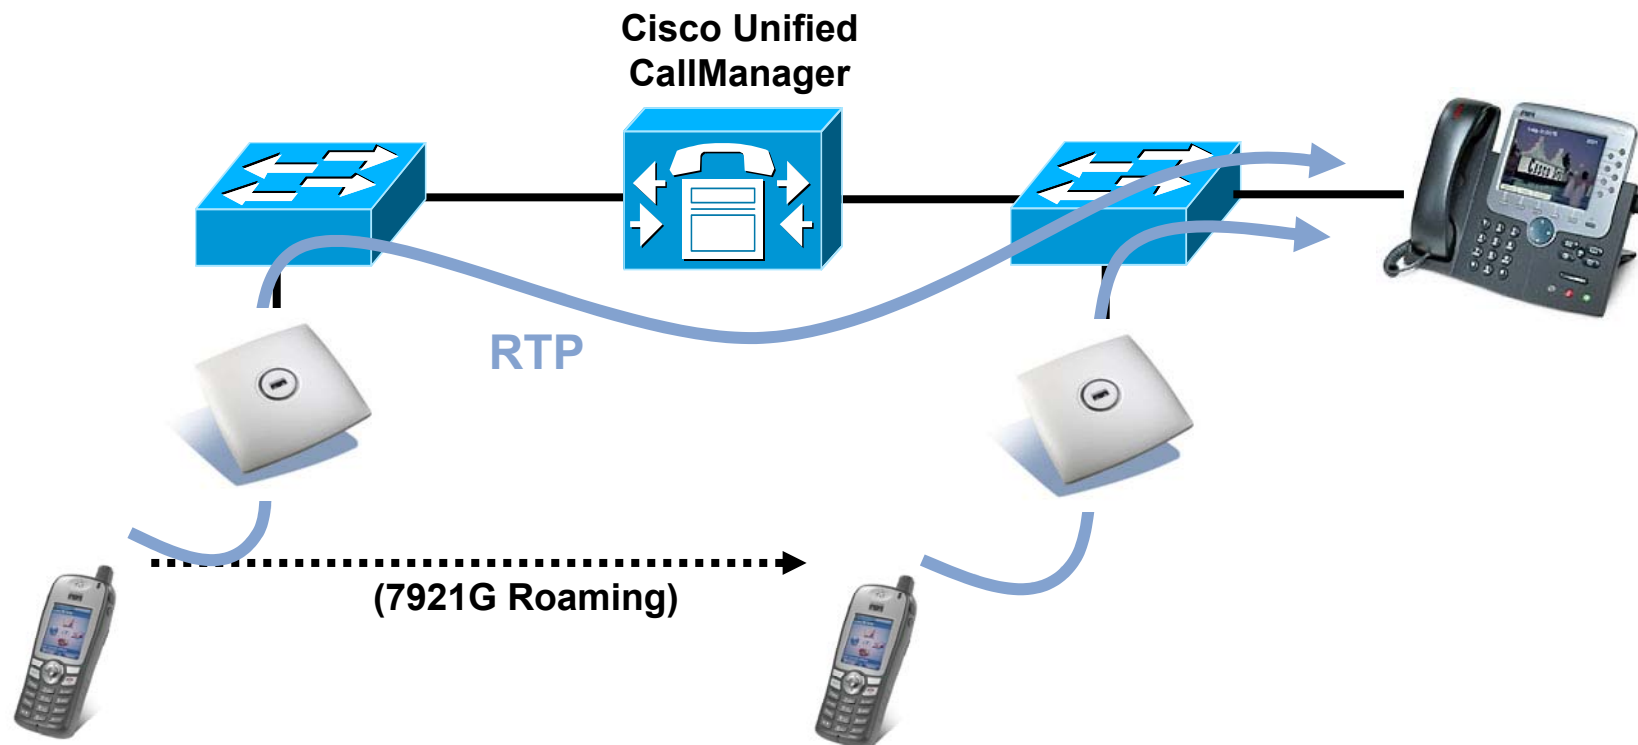 Cisco Unified
CallManager
RTP
(7921G Roaming)